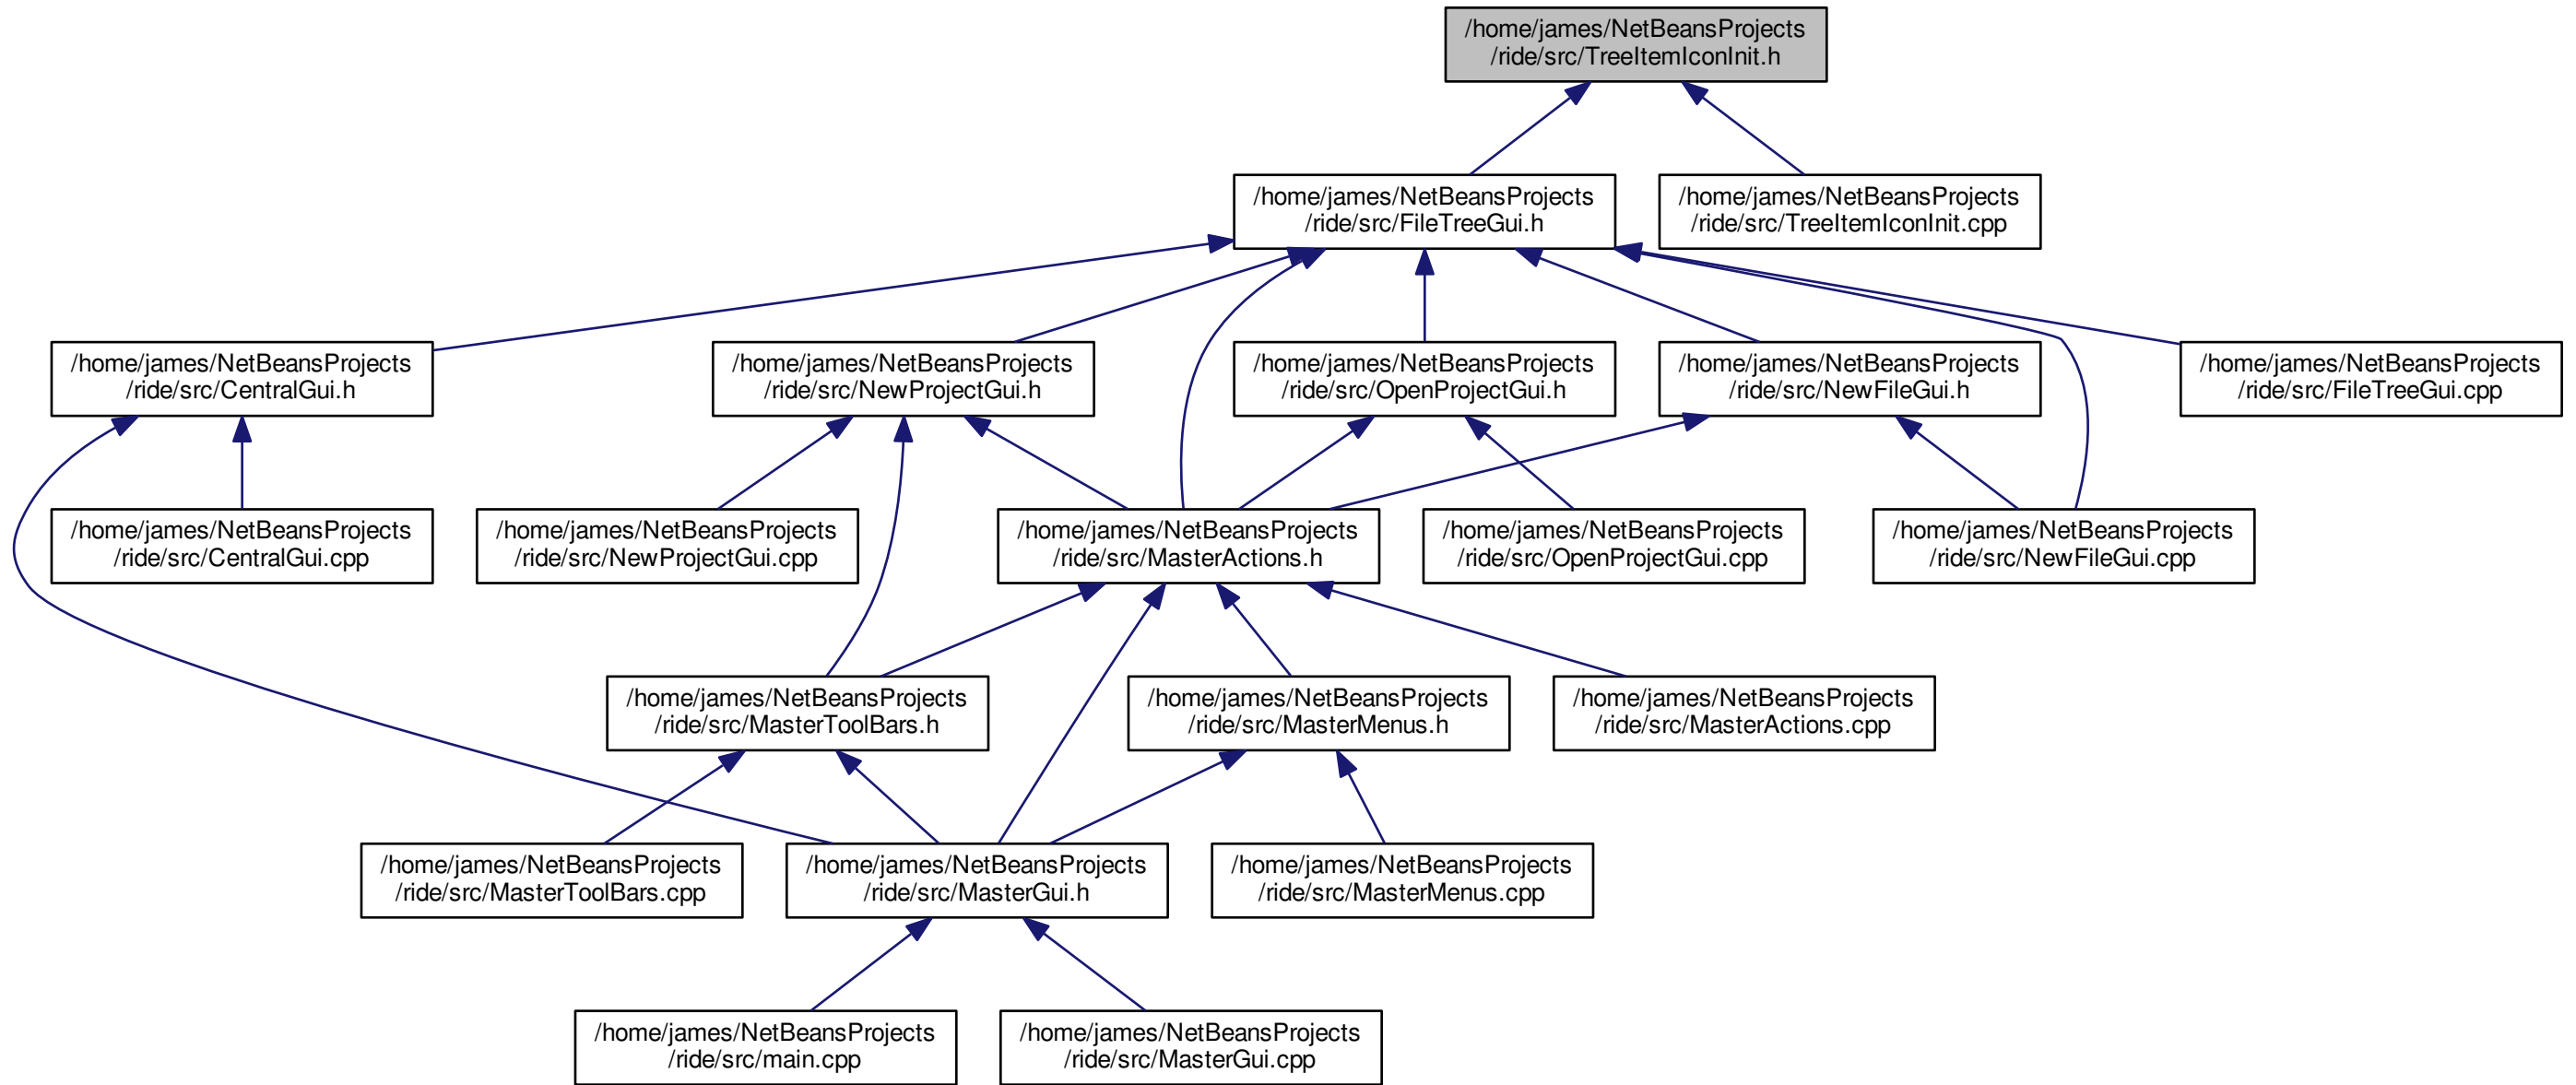 /home/james/NetBeansProjects
/ride/src/TreeItemIconInit.h
/home/james/NetBeansProjects
/ride/src/FileTreeGui.h
/home/james/NetBeansProjects
/ride/src/TreeItemIconInit.cpp
/home/james/NetBeansProjects
/ride/src/CentralGui.h
/home/james/NetBeansProjects
/ride/src/NewProjectGui.h
/home/james/NetBeansProjects
/ride/src/OpenProjectGui.h
/home/james/NetBeansProjects
/ride/src/NewFileGui.h
/home/james/NetBeansProjects
/ride/src/FileTreeGui.cpp
/home/james/NetBeansProjects
/ride/src/CentralGui.cpp
/home/james/NetBeansProjects
/ride/src/NewProjectGui.cpp
/home/james/NetBeansProjects
/ride/src/MasterActions.h
/home/james/NetBeansProjects
/ride/src/OpenProjectGui.cpp
/home/james/NetBeansProjects
/ride/src/NewFileGui.cpp
/home/james/NetBeansProjects
/ride/src/MasterToolBars.h
/home/james/NetBeansProjects
/ride/src/MasterMenus.h
/home/james/NetBeansProjects
/ride/src/MasterActions.cpp
/home/james/NetBeansProjects
/ride/src/MasterToolBars.cpp
/home/james/NetBeansProjects
/ride/src/MasterGui.h
/home/james/NetBeansProjects
/ride/src/MasterMenus.cpp
/home/james/NetBeansProjects
/ride/src/main.cpp
/home/james/NetBeansProjects
/ride/src/MasterGui.cpp